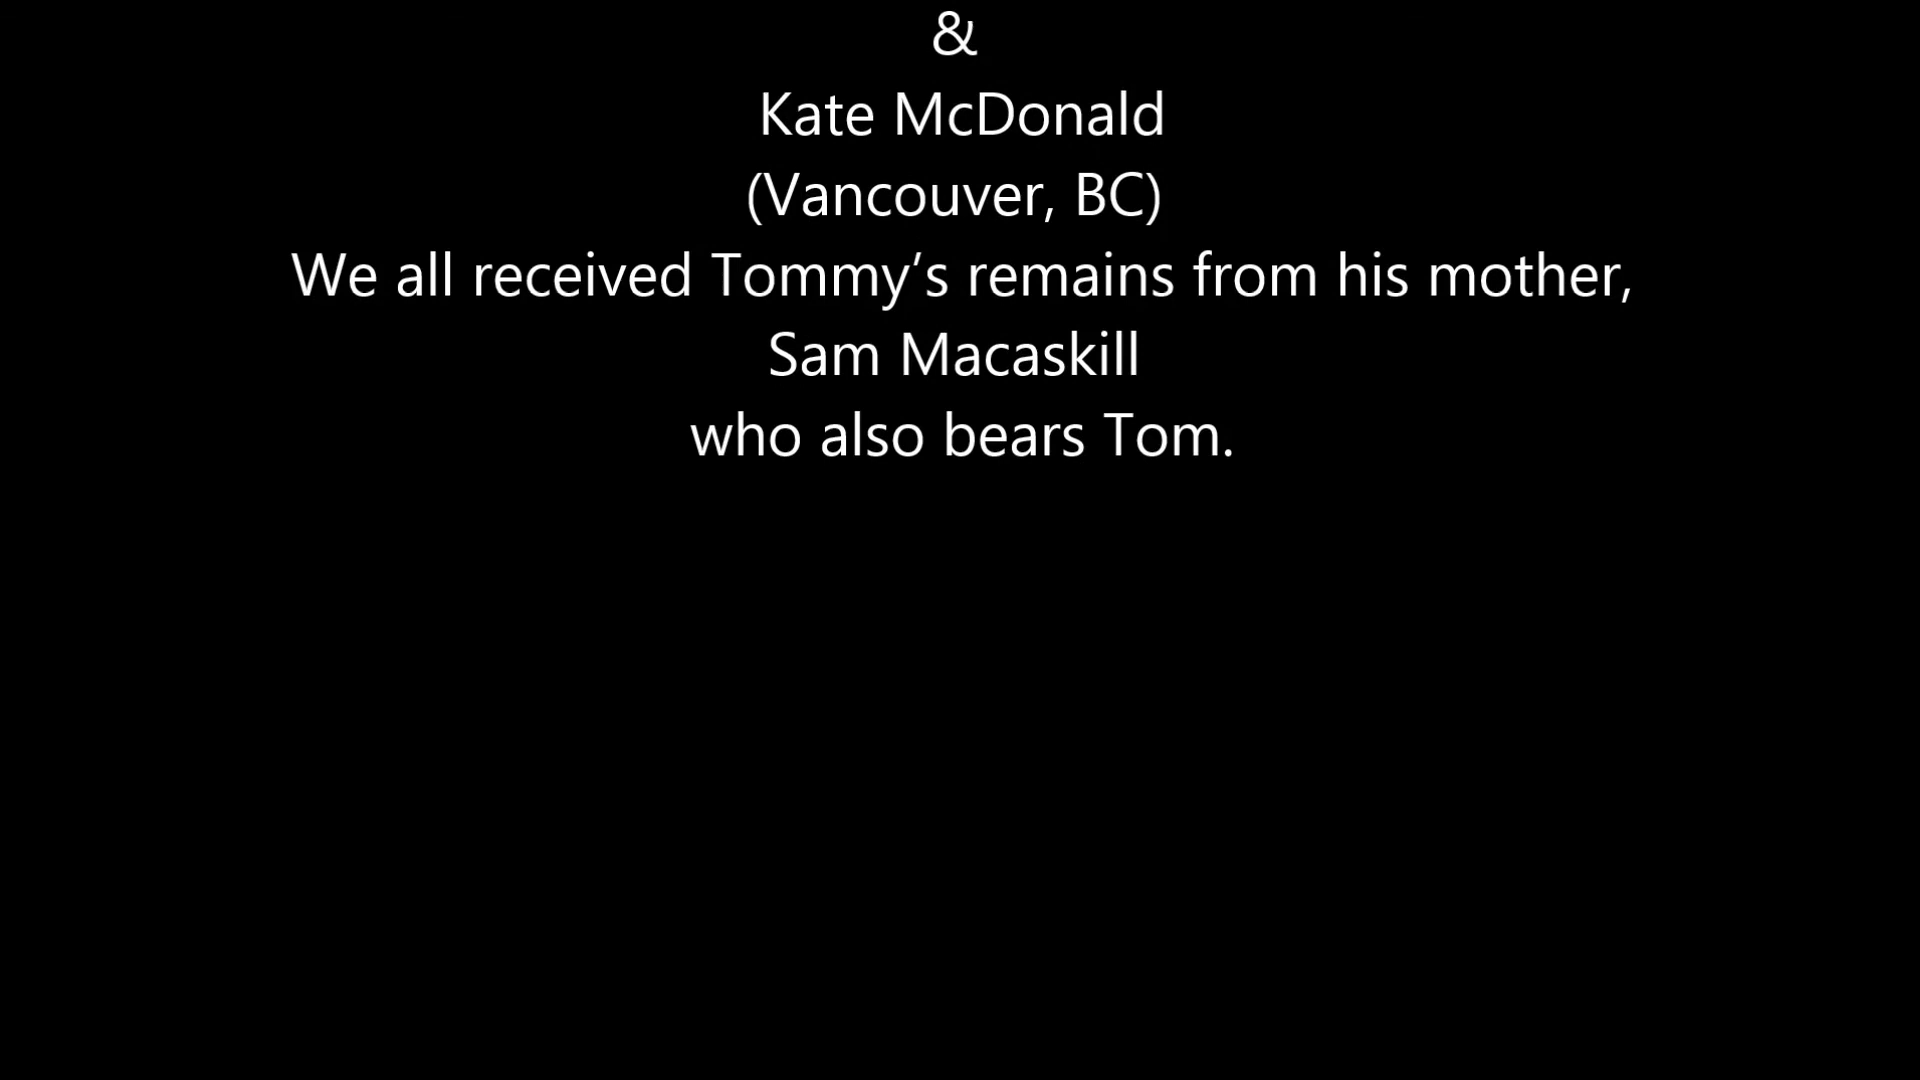 &
Kate McDonald
(Vancouver, BC)
We all received Tommy’s remains from his mother,
Sam Macaskill
who also bears Tom.